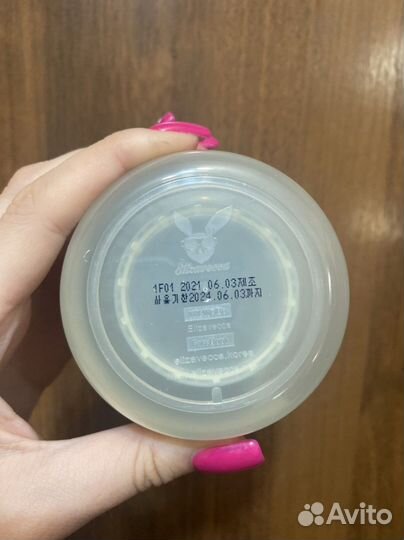 Elizavecca
1F01 2021.06.03제조
사용기한2024.06.03까지
Elizavecca
elizavecca.korea
Avito